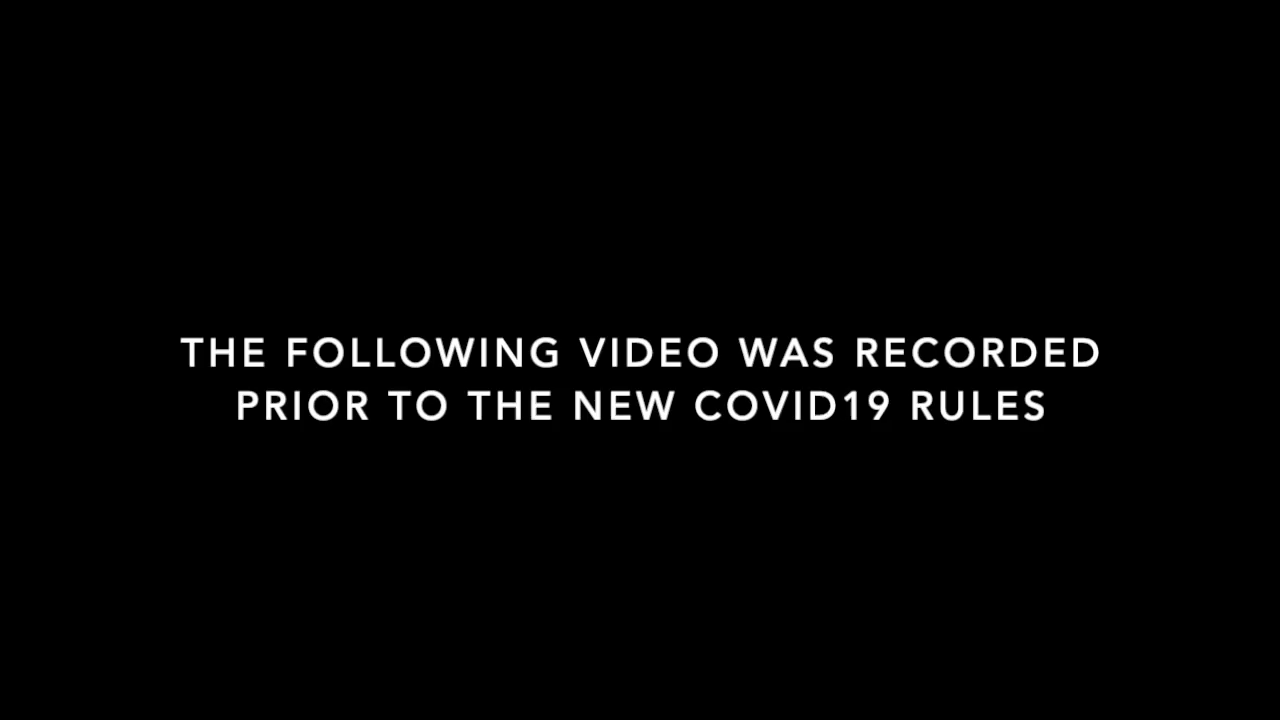 THE FOLLOWING VIDEO WAS RECORDED
PRIOR TO THE NEW COVID19 RULES